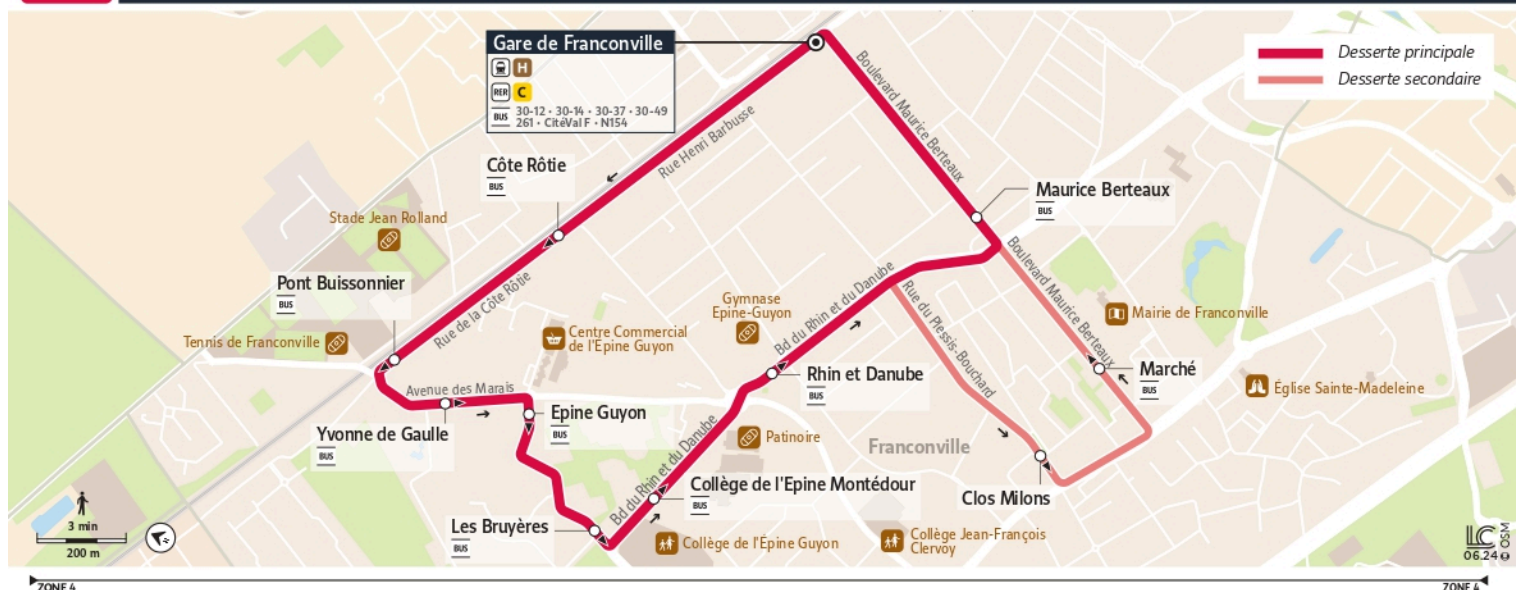 Gare de Franconville
H
RER C
BUS 30-12 • 30-14 • 30-37 • 30-49
261 • CitéVal F • N154
Desserte principale
Desserte secondaire
Boulevard Maurice Berteaux
Rue Henri Barbusse
Côte Rôtie
BUS
Maurice Berteaux
BUS
Stade Jean Rolland
Pont Buissonnier
BUS
Rue de la Côte Rôtie
Tennis de Franconville
Centre Commercial
de l'Epine Guyon
Gymnase
Epine-Guyon
Bd du Rhin et du Danube
Boulevard Maurice Berteaux
Rue du Plessis-Bouchard
Mairie de Franconville
Marché
BUS
Église Sainte-Madeleine
Rhin et Danube
BUS
Avenue des Marais
Yvonne de Gaulle
BUS
Epine Guyon
BUS
Patinoire
Franconville
Bd du Rhin et du Danube
Collège de l'Epine Montédour
BUS
Clos Milons
Les Bruyères
BUS
Collège de l'Épine Guyon
Collège Jean-François
Clervoy
3 min
200 m
LC
06.24
OSM
ZONE 4
ZONE 4